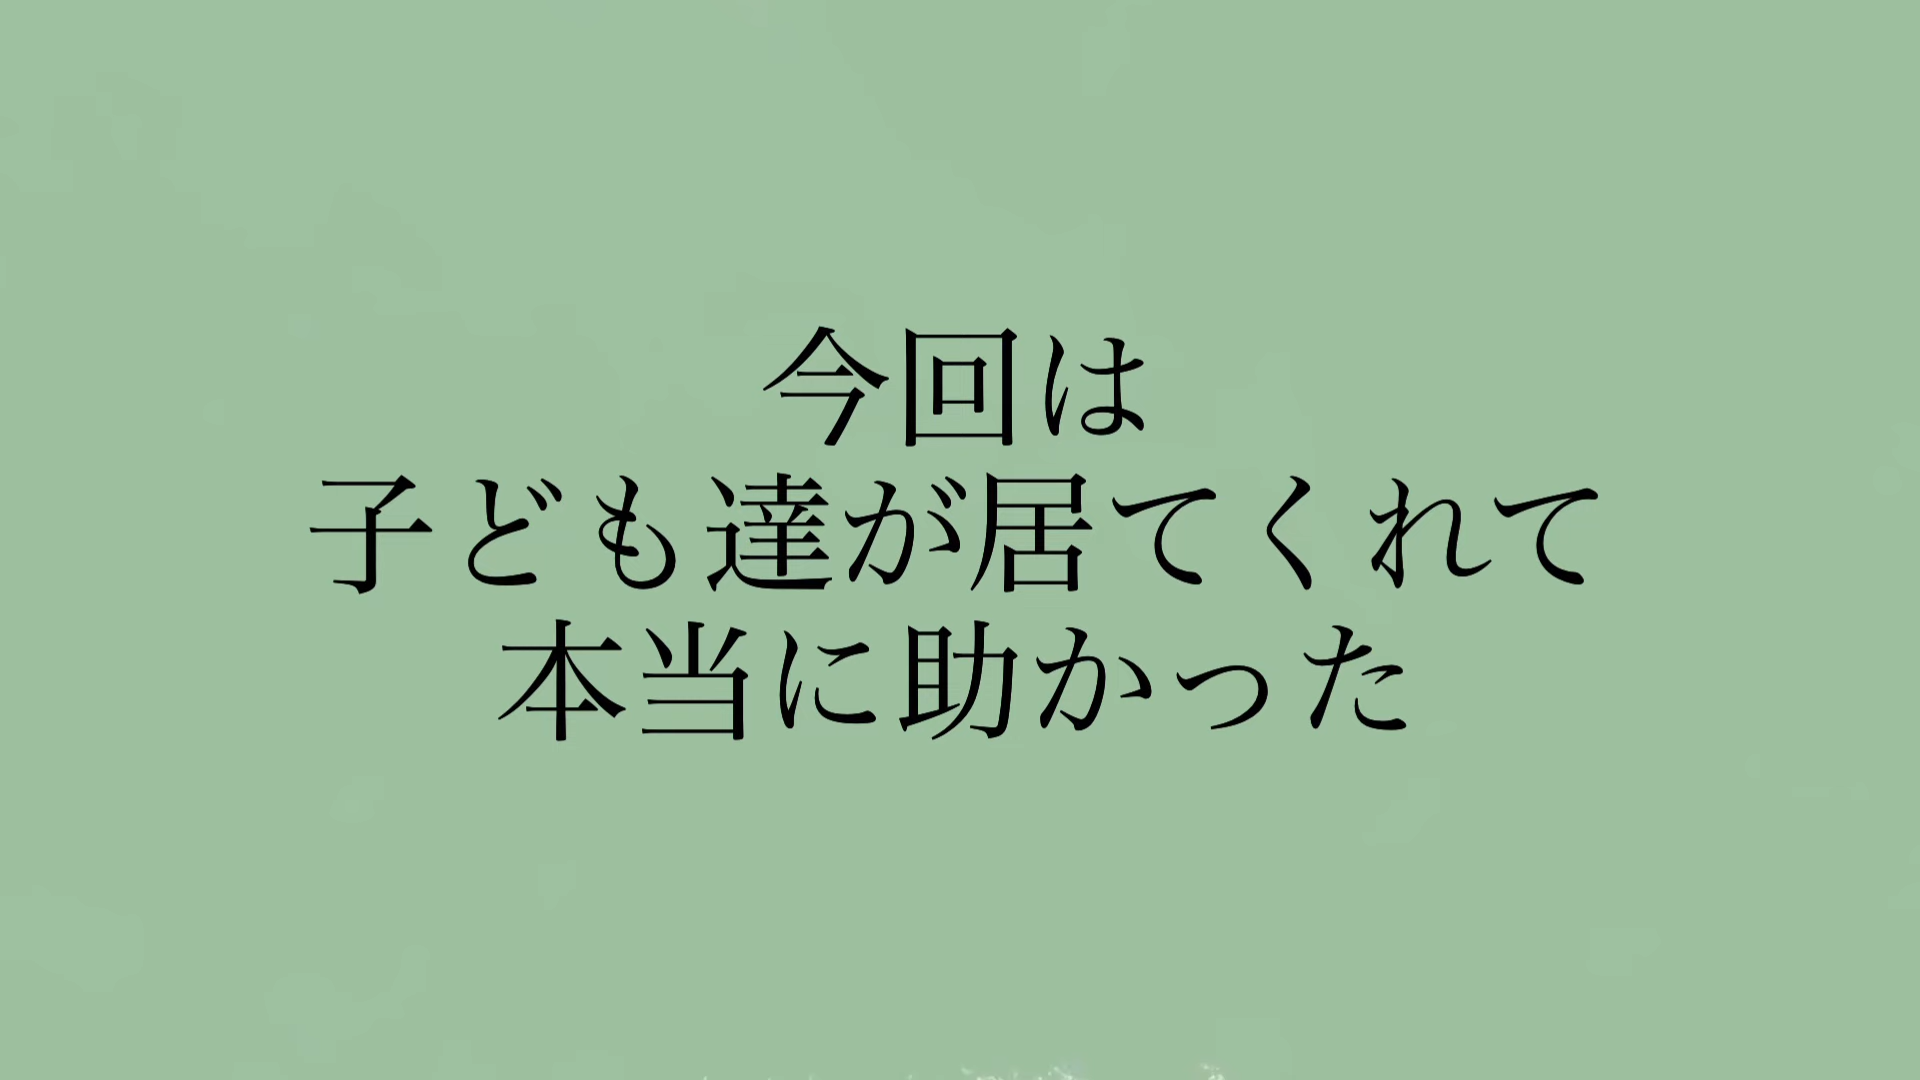 今回は
子ども達が居てくれて
本当に助かった